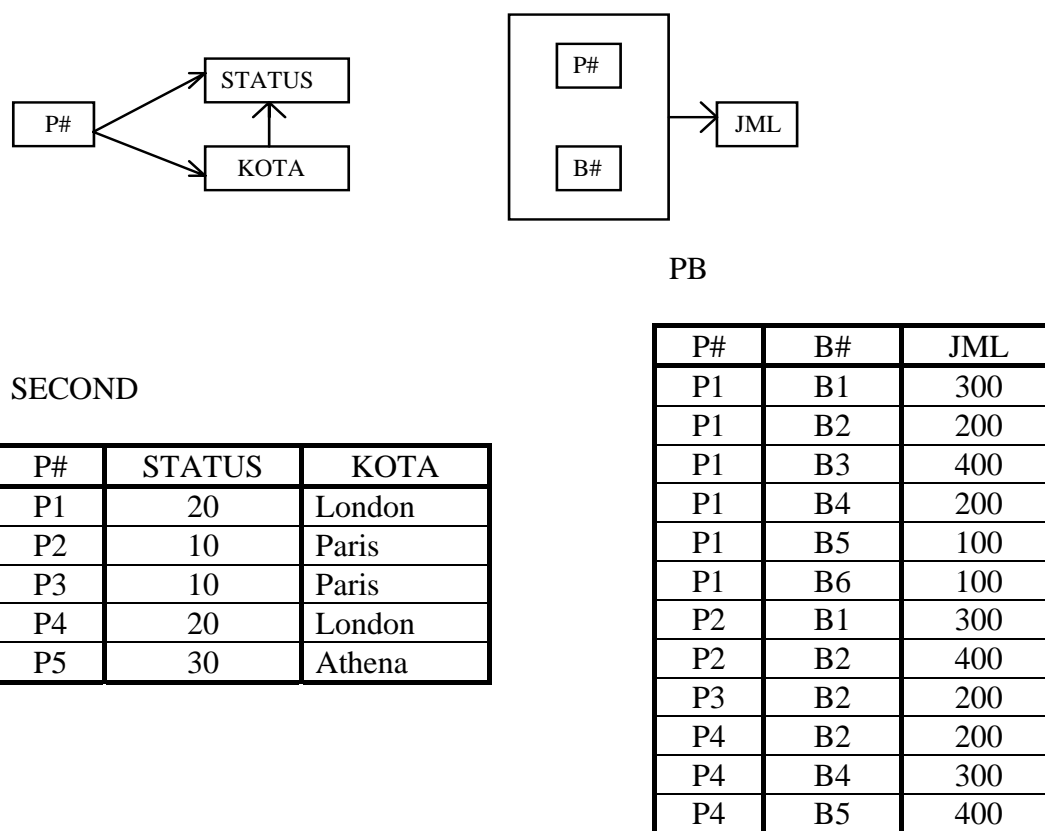 STATUS
P#
KOTA
P#
B#
JML
PB
SECOND
P# STATUS KOTA
P1 20 London
P2 10 Paris
P3 10 Paris
P4 20 London
P5 30 Athena
P# B# JML
P1 B1 300
P1 B2 200
P1 B3 400
P1 B4 200
P1 B5 100
P1 B6 100
P2 B1 300
P2 B2 400
P3 B2 200
P4 B2 200
P4 B4 300
P4 B5 400